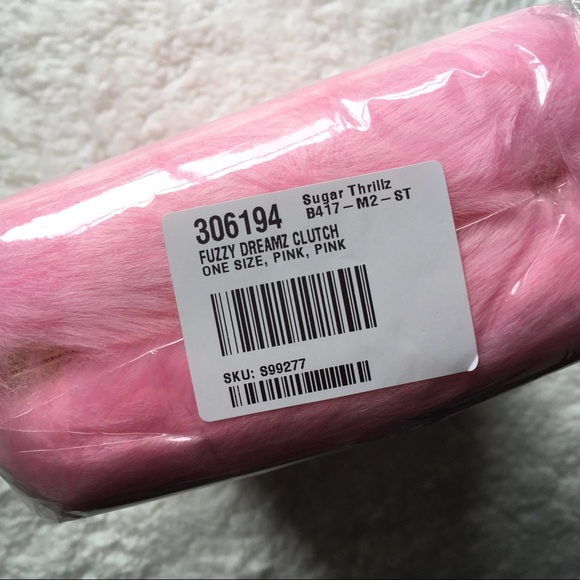 306194 Sugar Thrillz
B417-M2-ST
FUZZY DREAMZ CLUTCH
ONE SIZE, PINK, PINK
SKU: S99277